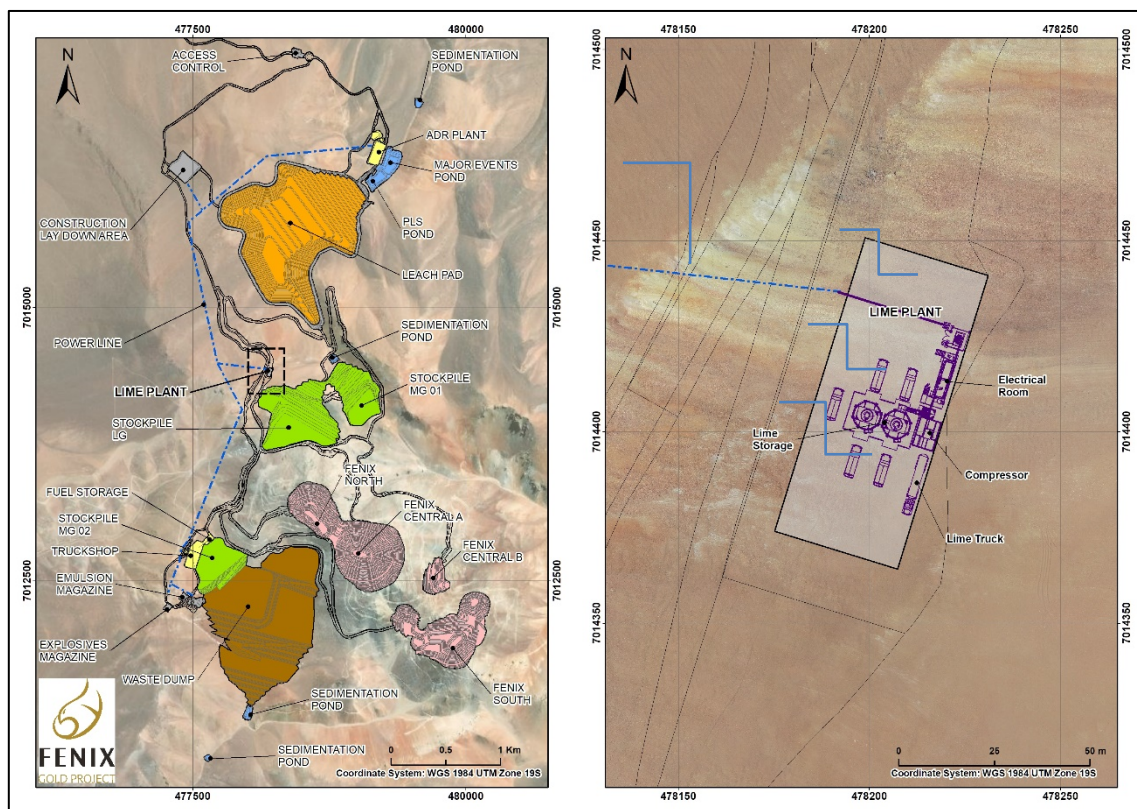 477500
480000
N
ACCESS
CONTROL
SEDIMENTATION
POND
ADR PLANT
MAJOR EVENTS
POND
PLS
POND
CONSTRUCTION
LAY DOWN AREA
LEACH PAD
7015000
7015000
SEDIMENTATION
POND
POWER LINE
LIME PLANT
STOCKPILE
MG 01
STOCKPILE
LG
FENIX
NORTH
FUEL STORAGE
FENIX
CENTRAL A
STOCKPILE
MG 02
TRUCKSHOP
FENIX
CENTRAL B
EMULSION
MAGAZINE
7012500
7012500
EXPLOSIVES
MAGAZINE
WASTE DUMP
FENIX
SOUTH
SEDIMENTATION
POND
SEDIMENTATION
POND
FENIX
GOLD PROJECT
0 0.5 1 Km
Coordinate System: WGS 1984 UTM Zone 19S
477500
480000
478150
478200
478250
7014500
7014500
N
7014450
7014450
LIME PLANT
Electrical
Room
7014400
7014400
Lime
Storage
Compressor
Lime Truck
7014350
7014350
0 25 50 m
Coordinate System: WGS 1984 UTM Zone 19S
478150
478200
478250